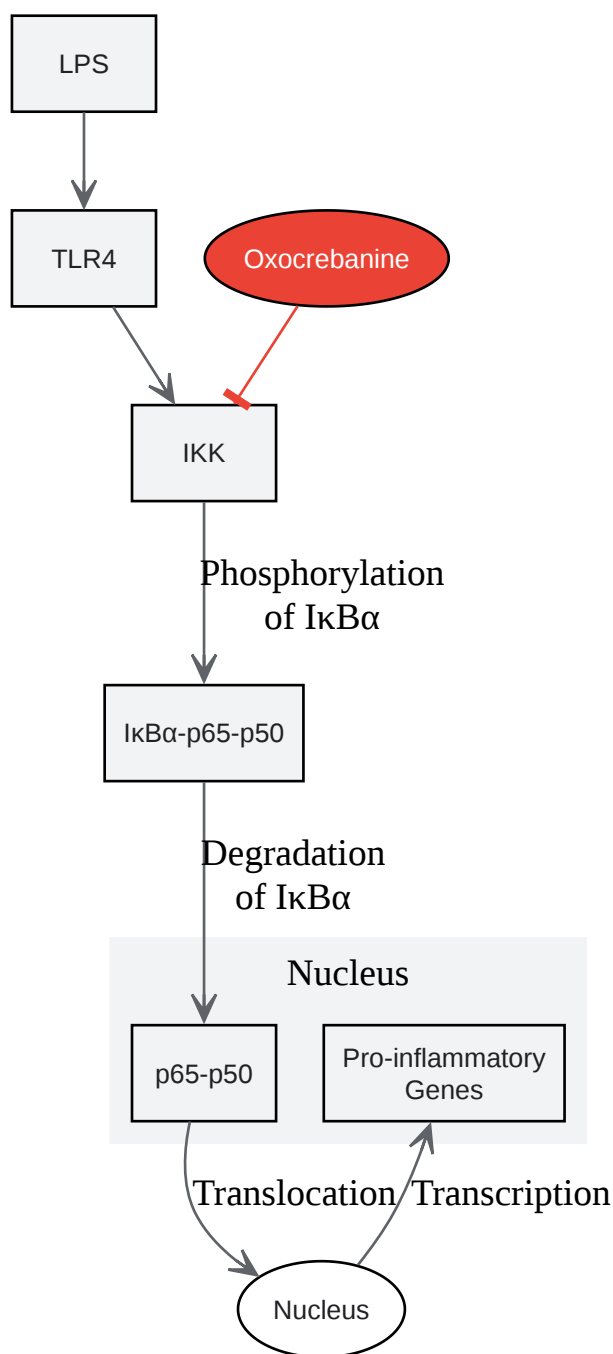 LPS
TLR4
Oxocrebanine
IKK
Phosphorylation
of IκBα
IκBα-p65-p50
Degradation
of IκBα
Nucleus
p65-p50
Pro-inflammatory
Genes
Translocation
Transcription
Nucleus